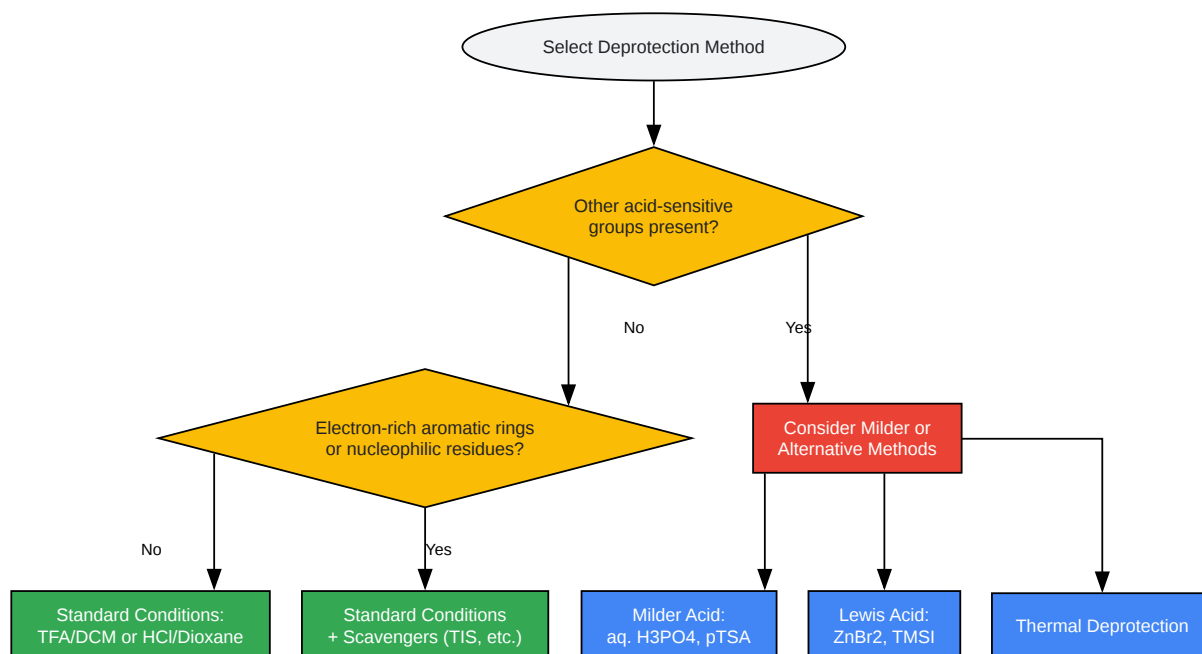 Select Deprotection Method
Other acid-sensitive
groups present?
No
Yes
Electron-rich aromatic rings
or nucleophilic residues?
Consider Milder or
Alternative Methods
No
Yes
Standard Conditions:
TFA/DCM or HCl/Dioxane
Standard Conditions
+ Scavengers (TIS, etc.)
Milder Acid:
aq. H3PO4, pTSA
Lewis Acid:
ZnBr2, TMSI
Thermal Deprotection